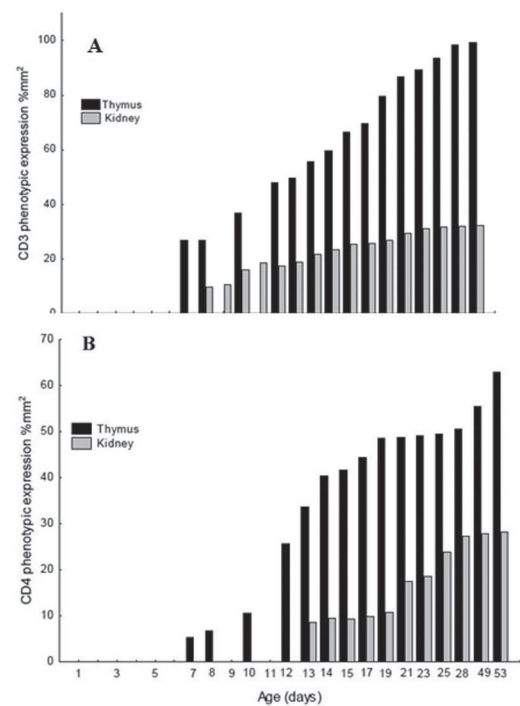 A
CD3 phenotypic expression %mm²
100
80
60
40
20
0
Thymus
Kidney
B
CD4 phenotypic expression %mm²
70
60
50
40
30
20
10
0
Thymus
Kidney
1 3 5 7 8 9 10 11 12 13 14 15 17 19 21 23 25 28 49 53
Age (days)